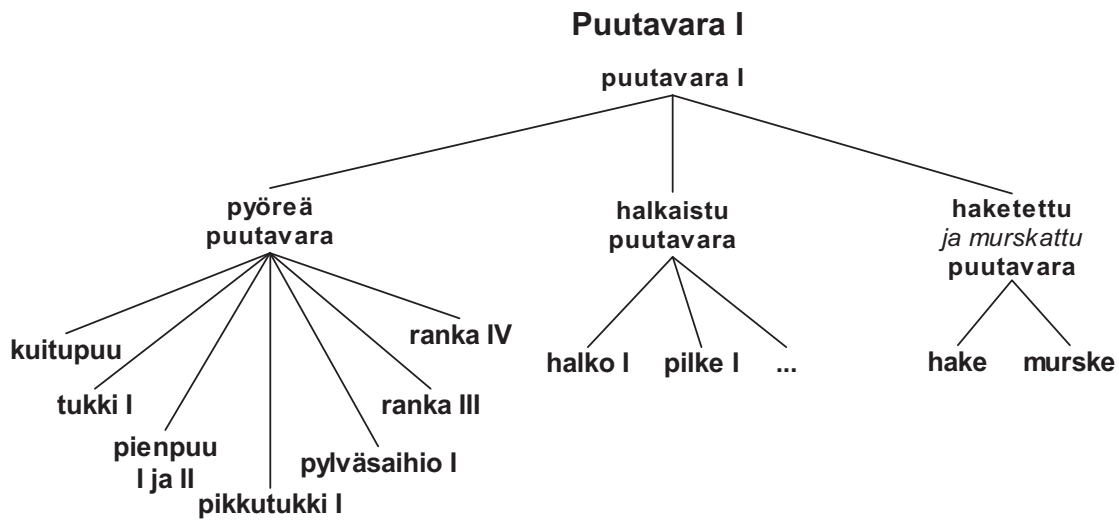 Puutavara I
puutavara I
pyöreä
puutavara
halkaistu
puutavara
haketettu
ja murskattu
puutavara
kuitupuu
tukki I
pienpuu
I ja II
pikkutukki I
pylväsaihio I
ranka III
ranka IV
halko I
pilke I
...
hake
murske